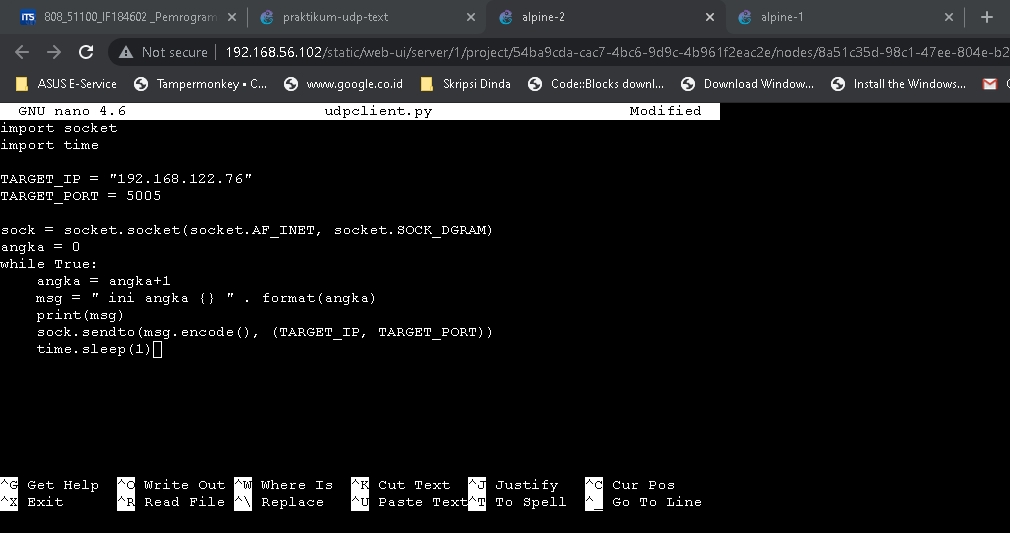 808_51100_IF184602_Pemrogram
praktikum-udp-text
alpine-2
alpine-1
Not secure
192.168.56.102/static/web-ui/server/1/project/54ba9cda-cac7-4bc6-9d9c-4b961f2eac2e/nodes/8a51c35d-98c1-47ee-804e-b2
ASUS E-Service
Tampermonkey • C...
www.google.co.id
Skripsi Dinda
Code::Blocks downl...
Download Window...
Install the Windows...
GNU nano 4.6 udpclient.py Modified
import socket
import time
TARGET_IP = "192.168.122.76"
TARGET_PORT = 5005
sock = socket.socket(socket.AF_INET, socket.SOCK_DGRAM)
angka = 0
while True:
    angka = angka+1
    msg = " ini angka {} " . format(angka)
    print(msg)
    sock.sendto(msg.encode(), (TARGET_IP, TARGET_PORT))
    time.sleep(1)
^G Get Help ^O Write Out ^W Where Is ^K Cut Text ^J Justify ^C Cur Pos
^X Exit ^R Read File ^\ Replace ^U Paste Text ^T To Spell ^_ Go To Line